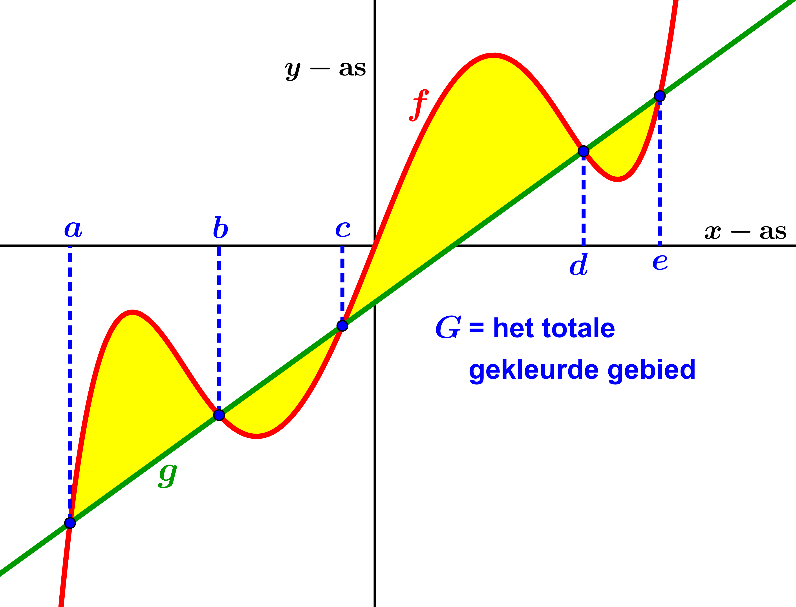 y – as
f
a
b
c
x – as
d
e
G = het totale
gekleurde gebied
g